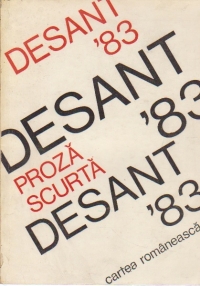 DESANT
'83
DESANT
'83
PROZĂ
SCURTĂ
DESANT
'83
cartea românească